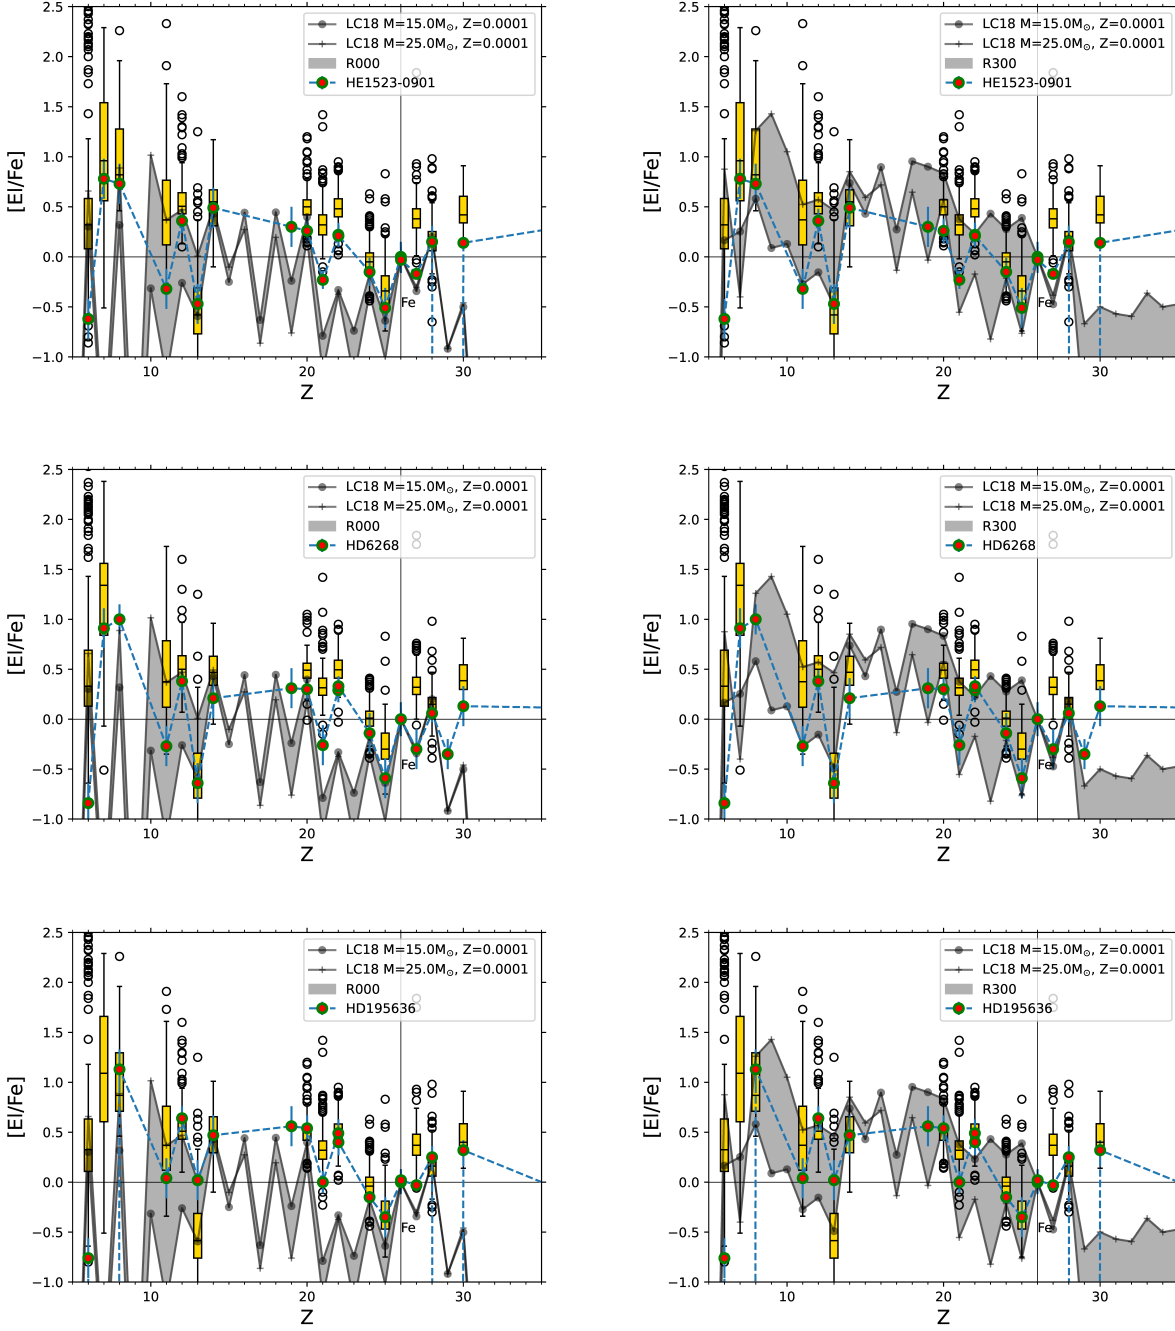 2.5
2.0
1.5
1.0
0.5
0.0
−0.5
−1.0
[El/Fe]
10
20
30
Z
LC18 M=15.0M⊙, Z=0.0001
LC18 M=25.0M⊙, Z=0.0001
R000
HE1523-0901
Fe
2.5
2.0
1.5
1.0
0.5
0.0
−0.5
−1.0
[El/Fe]
10
20
30
Z
LC18 M=15.0M⊙, Z=0.0001
LC18 M=25.0M⊙, Z=0.0001
R300
HE1523-0901
Fe
2.5
2.0
1.5
1.0
0.5
0.0
−0.5
−1.0
[El/Fe]
10
20
30
Z
LC18 M=15.0M⊙, Z=0.0001
LC18 M=25.0M⊙, Z=0.0001
R000
HD6268
Fe
2.5
2.0
1.5
1.0
0.5
0.0
−0.5
−1.0
[El/Fe]
10
20
30
Z
LC18 M=15.0M⊙, Z=0.0001
LC18 M=25.0M⊙, Z=0.0001
R300
HD6268
Fe
2.5
2.0
1.5
1.0
0.5
0.0
−0.5
−1.0
[El/Fe]
10
20
30
Z
LC18 M=15.0M⊙, Z=0.0001
LC18 M=25.0M⊙, Z=0.0001
R000
HD195636
Fe
2.5
2.0
1.5
1.0
0.5
0.0
−0.5
−1.0
[El/Fe]
10
20
30
Z
LC18 M=15.0M⊙, Z=0.0001
LC18 M=25.0M⊙, Z=0.0001
R300
HD195636
Fe